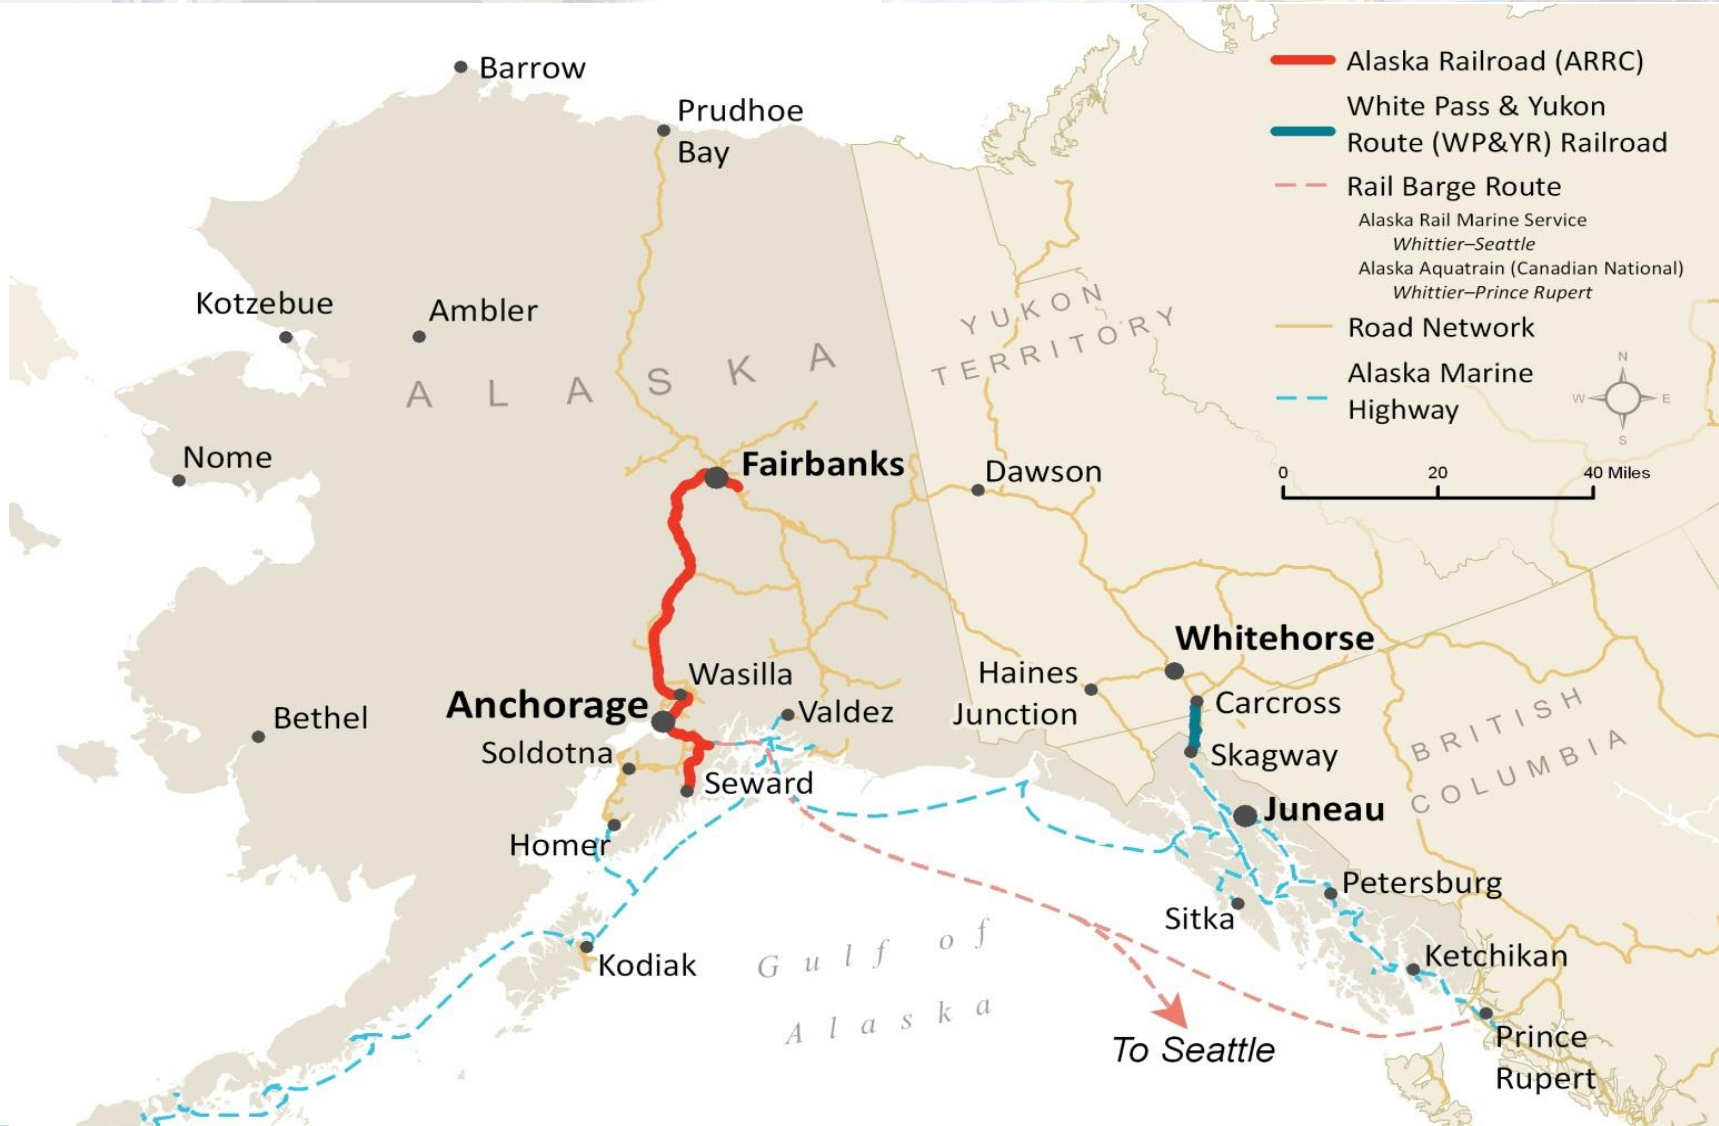 Barrow
Prudhoe
Bay
Kotzebue
Ambler
ALASKA
Nome
Fairbanks
YUKON
TERRITORY
Dawson
Alaska Railroad (ARRC)
White Pass & Yukon
Route (WP&YR) Railroad
Rail Barge Route
Alaska Rail Marine Service
Whittier–Seattle
Alaska Aquatrain (Canadian National)
Whittier–Prince Rupert
Road Network
Alaska Marine
Highway
N
W
E
S
0 20 40 Miles
Whitehorse
Haines
Junction
Carcross
Skagway
Wasilla
Anchorage
Valdez
Bethel
Soldotna
Seward
Homer
Kodiak
Juneau
BRITISH
COLUMBIA
Petersburg
Sitka
Ketchikan
Gulf of
Alaska
To Seattle
Prince
Rupert